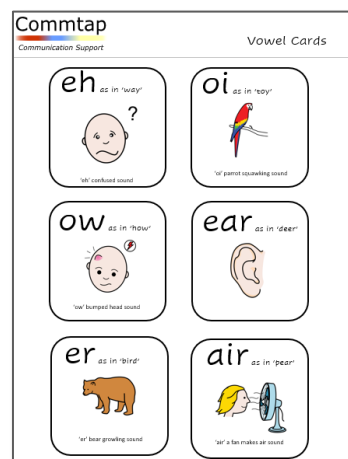 Commtap
Communication Support
Vowel Cards
eh as in 'way'
?
'eh' confused sound
oi as in 'toy'
'oi' parrot squawking sound
ow as in 'how'
'ow' bumped head sound
ear as in 'deer'
er as in 'bird'
'er' bear growling sound
air as in 'pear'
'air' a fan makes air sound